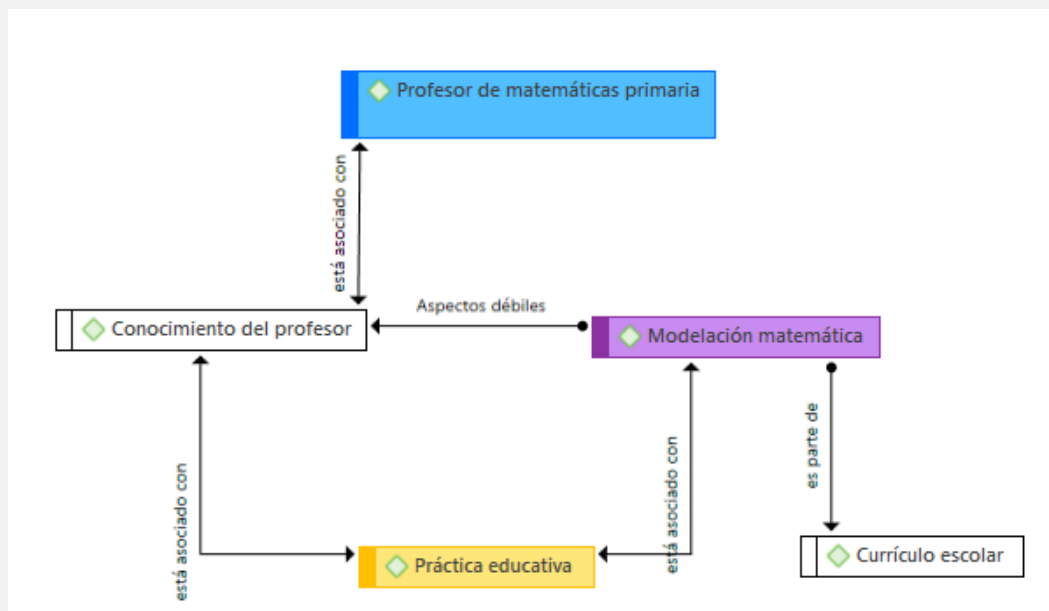 Profesor de matemáticas primaria
está asociado con
Aspectos débiles
Conocimiento del profesor
Modelación matemática
es parte de
está asociado con
está asociado con
Práctica educativa
Currículo escolar